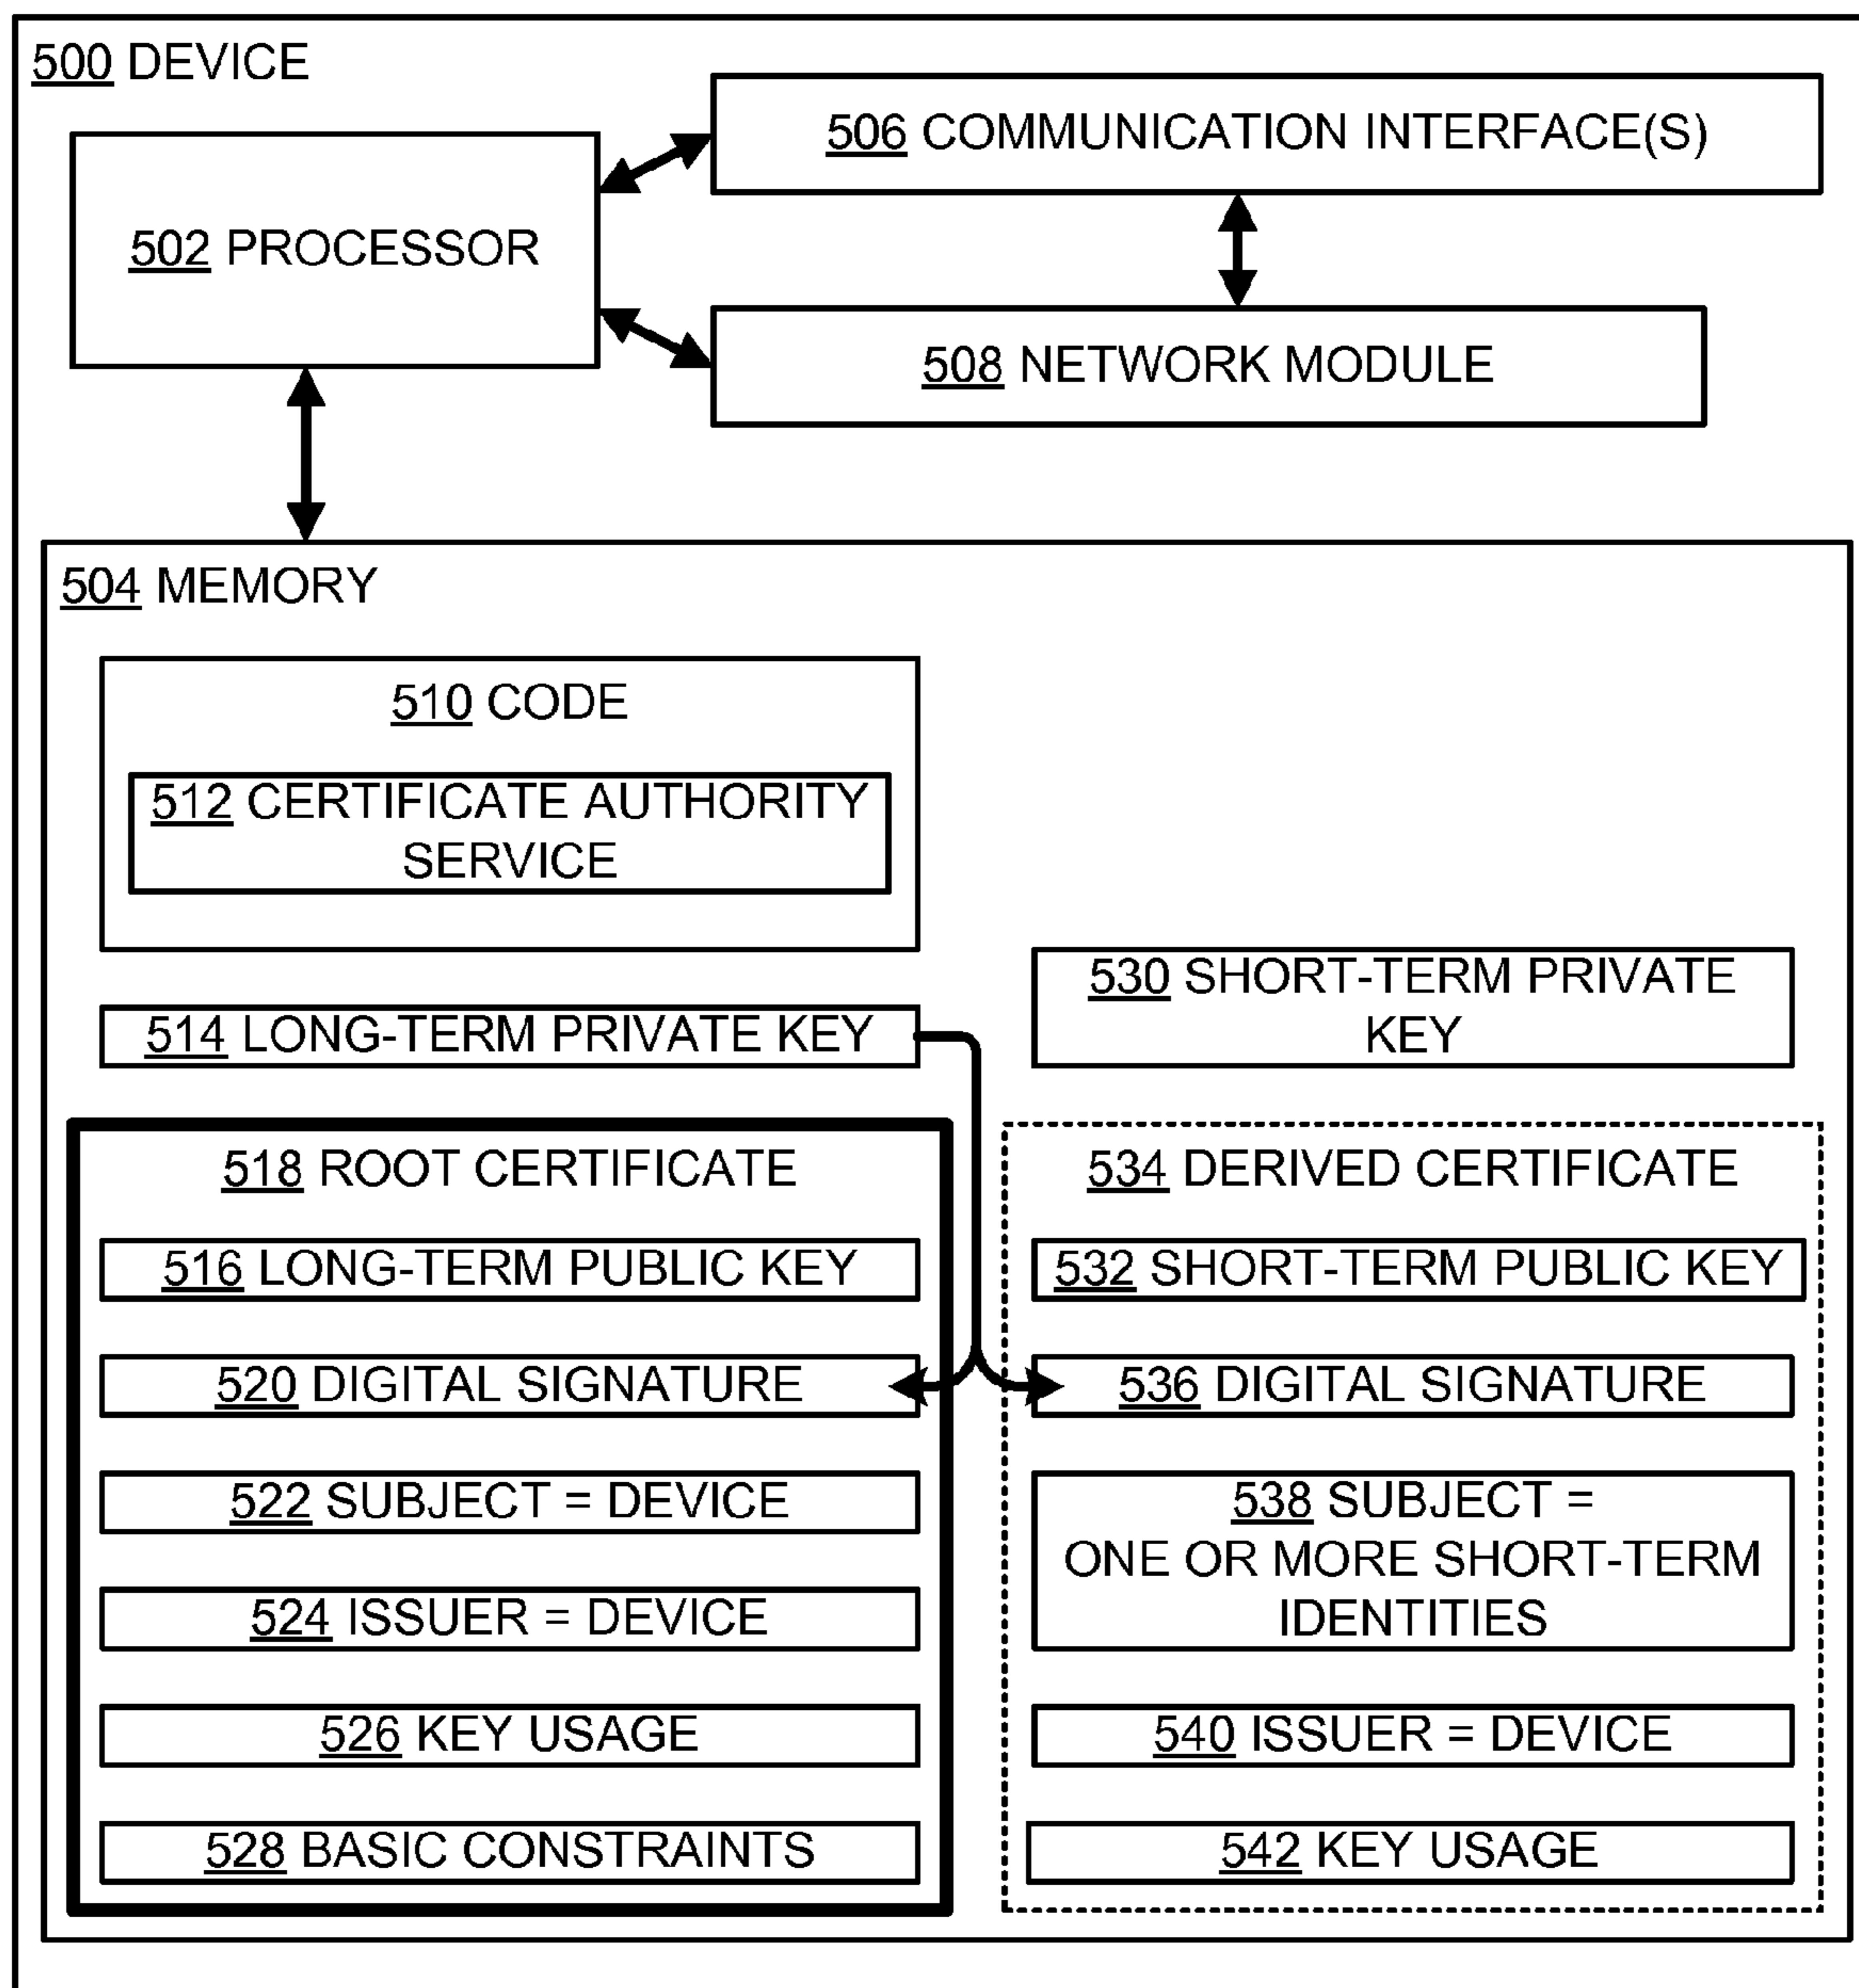 500 DEVICE
506 COMMUNICATION INTERFACE(S)
502 PROCESSOR
508 NETWORK MODULE
504 MEMORY
510 CODE
512 CERTIFICATE AUTHORITY
SERVICE
514 LONG-TERM PRIVATE KEY
530 SHORT-TERM PRIVATE
KEY
518 ROOT CERTIFICATE
516 LONG-TERM PUBLIC KEY
520 DIGITAL SIGNATURE
522 SUBJECT = DEVICE
524 ISSUER = DEVICE
526 KEY USAGE
528 BASIC CONSTRAINTS
534 DERIVED CERTIFICATE
532 SHORT-TERM PUBLIC KEY
536 DIGITAL SIGNATURE
538 SUBJECT =
ONE OR MORE SHORT-TERM
IDENTITIES
540 ISSUER = DEVICE
542 KEY USAGE